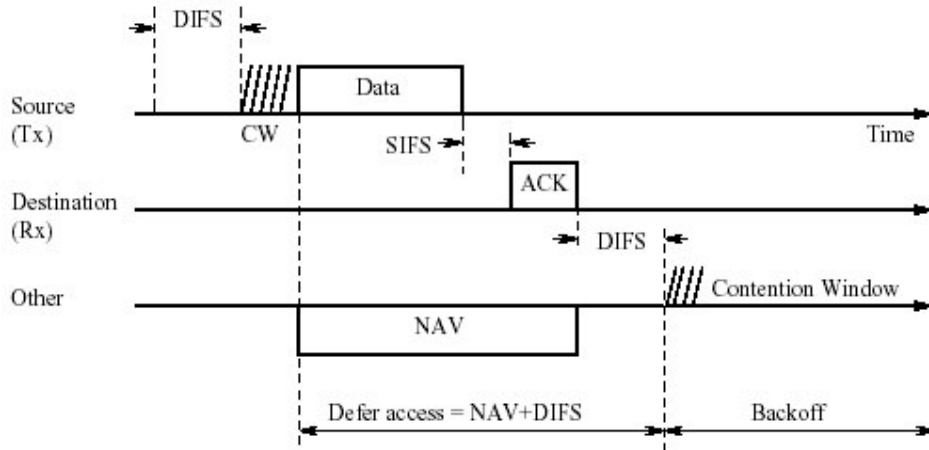 DIFS
Data
Source
(Tx)
CW
Time
SIFS
ACK
Destination
(Rx)
DIFS
Other
Contention Window
NAV
Defer access = NAV+DIFS
Backoff